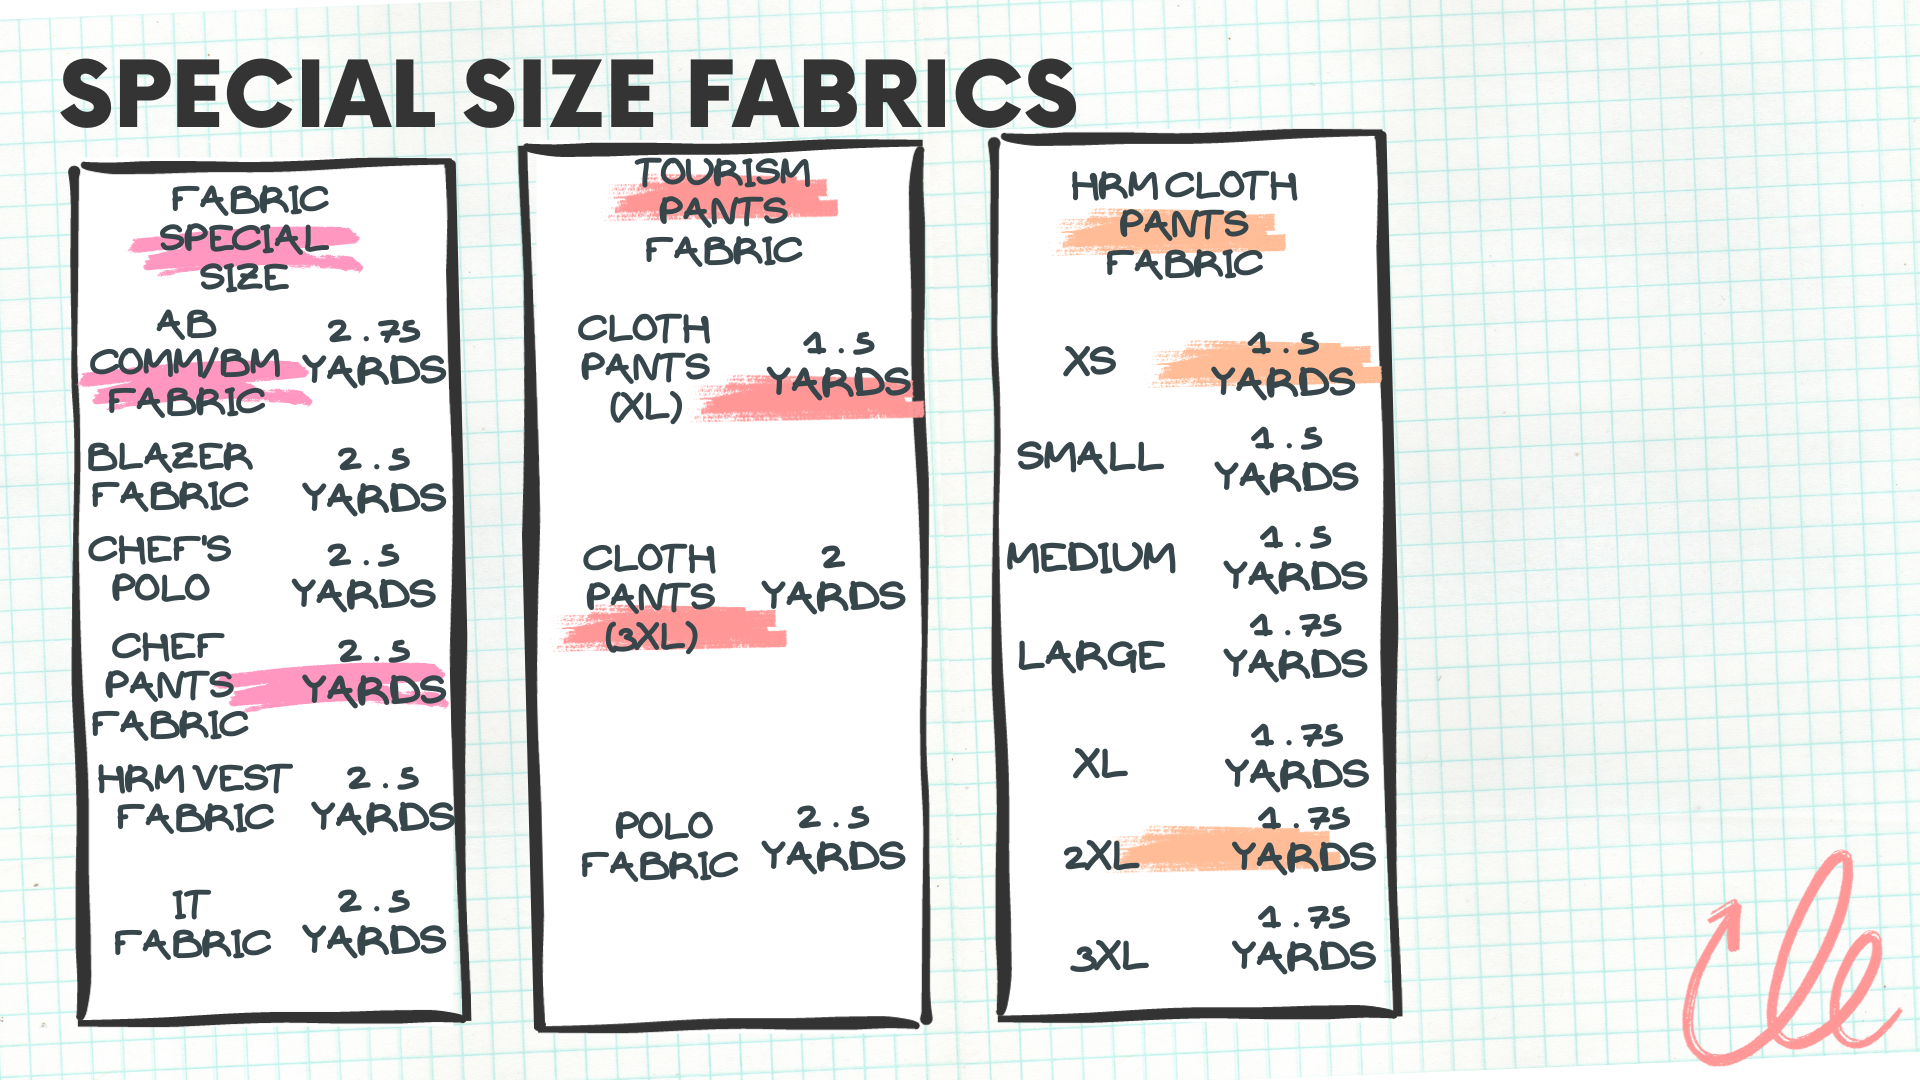 SPECIAL SIZE FABRICS
FABRIC
SPECIAL
SIZE
AB
COMM/BM
FABRIC
2.75
YARDS
BLAZER
FABRIC
2.5
YARDS
CHEF'S
POLO
2.5
YARDS
CHEF
PANTS
FABRIC
2.5
YARDS
HRM VEST
FABRIC
2.5
YARDS
IT
FABRIC
2.5
YARDS
TOURISM
PANTS
FABRIC
CLOTH
PANTS
(XL)
1.5
YARDS
CLOTH
PANTS
(3XL)
2
YARDS
POLO
FABRIC
2.5
YARDS
HRM CLOTH
PANTS
FABRIC
XS
1.5
YARDS
SMALL
1.5
YARDS
MEDIUM
1.5
YARDS
LARGE
1.75
YARDS
XL
1.75
YARDS
2XL
1.75
YARDS
3XL
1.75
YARDS